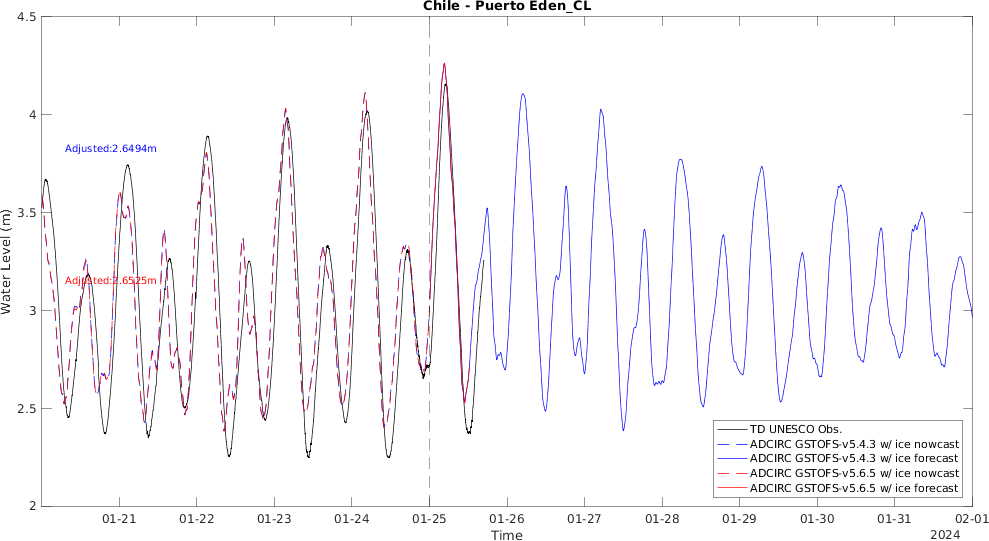 Chile - Puerto Eden_CL
4.5
4
3.5
3
2.5
2
Water Level (m)
Adjusted:2.6494m
Adjusted:2.6525m
TD UNESCO Obs.
ADCIRC GSTOFS-v5.4.3 w/ ice nowcast
ADCIRC GSTOFS-v5.4.3 w/ ice forecast
ADCIRC GSTOFS-v5.6.5 w/ ice nowcast
ADCIRC GSTOFS-v5.6.5 w/ ice forecast
01-21 01-22 01-23 01-24 01-25 01-26 01-27 01-28 01-29 01-30 01-31 02-01
Time
2024